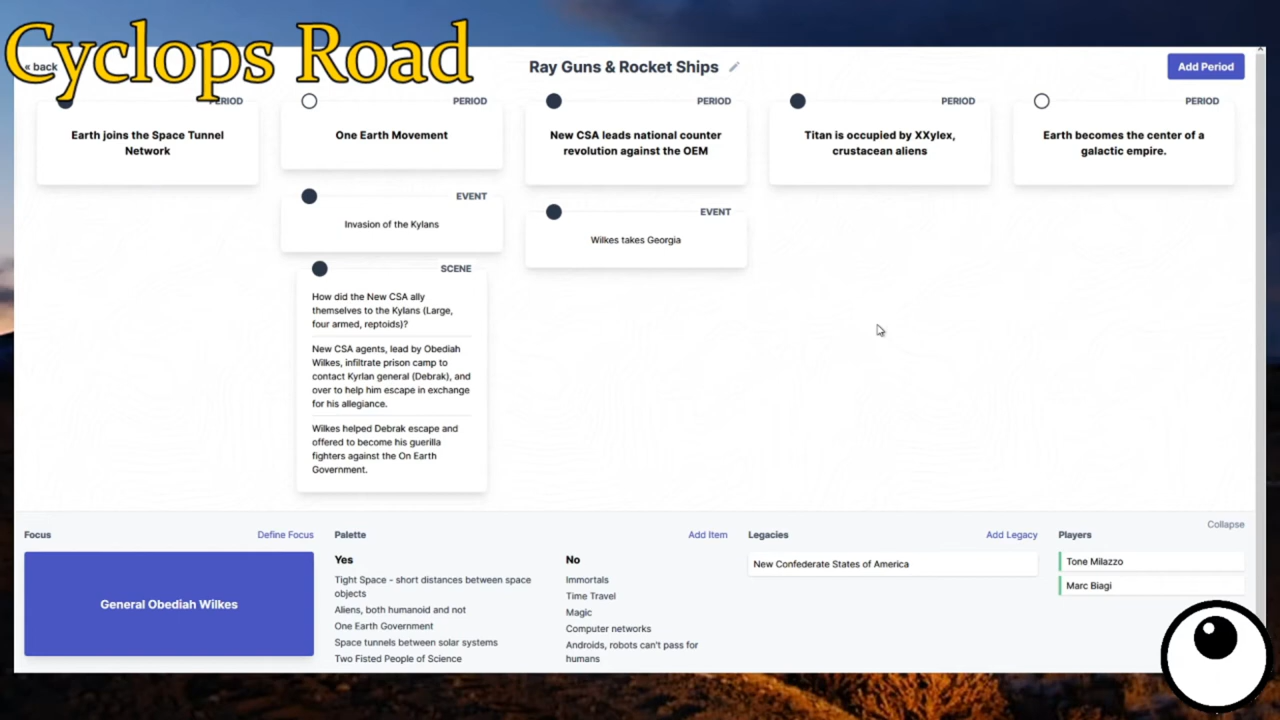 Cyclops Road
« back
Ray Guns & Rocket Ships
Add Period
PERIOD
Earth joins the Space Tunnel
Network
PERIOD
One Earth Movement
PERIOD
New CSA leads national counter
revolution against the OEM
PERIOD
Titan is occupied by XXylex,
crustacean aliens
PERIOD
Earth becomes the center of a
galactic empire.
EVENT
Invasion of the Kylans
EVENT
Wilkes takes Georgia
SCENE
How did the New CSA ally
themselves to the Kylans (Large,
four armed, reptoids)?
New CSA agents, lead by Obediah
Wilkes, infiltrate prison camp to
contact Kyrlan general (Debrak), and
over to help him escape in exchange
for his allegiance.
Wilkes helped Debrak escape and
offered to become his guerilla
fighters against the On Earth
Government.
Collapse
Focus
Define Focus
General Obediah Wilkes
Palette
Add Item
Yes
Tight Space - short distances between space
objects
Aliens, both humanoid and not
One Earth Government
Space tunnels between solar systems
Two Fisted People of Science
No
Immortals
Time Travel
Magic
Computer networks
Androids, robots can't pass for
humans
Legacies
Add Legacy
New Confederate States of America
Players
Tone Milazzo
Marc Biagi